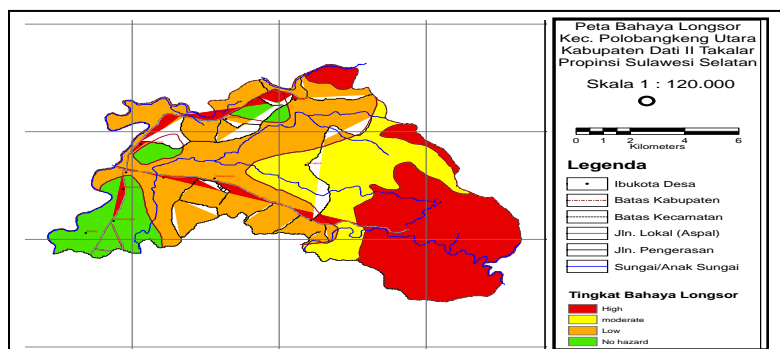 Peta Bahaya Longsor
Kec. Polobangkeng Utara
Kabupaten Dati II Takalar
Propinsi Sulawesi Selatan
Skala 1 : 120.000
2 0 2 4 6
Kilometers
Legenda
Ibukota Desa
Batas Kabupaten
Batas Kecamatan
Jln. Lokal (Aspal)
Jln. Pengerasan
Sungai/Anak Sungai
Tingkat Bahaya Longsor
High
moderate
Low
No hazard